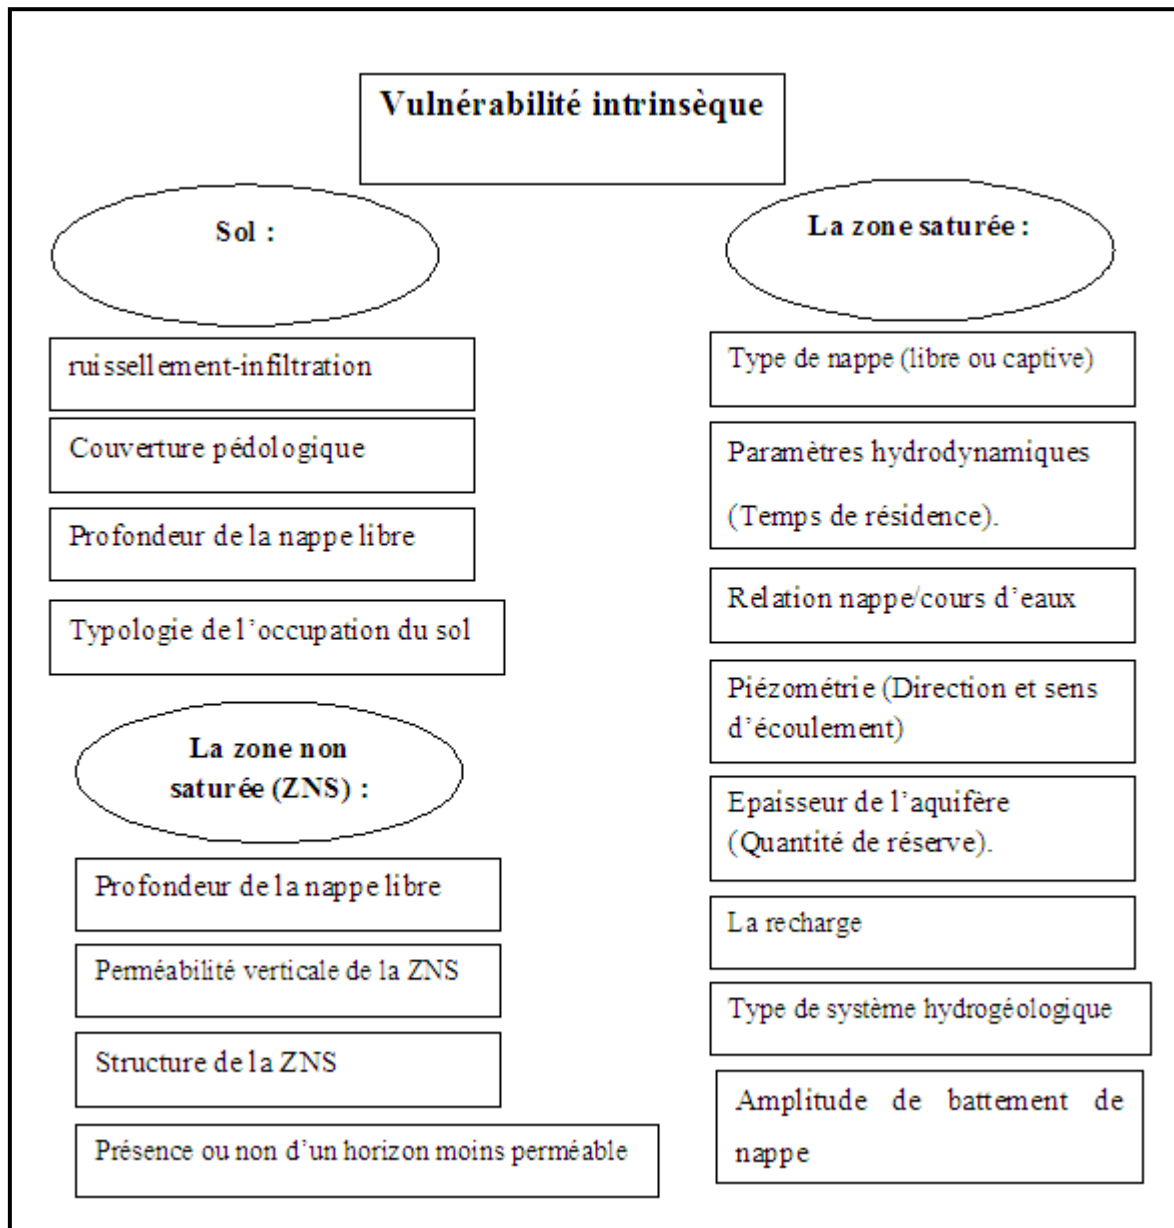 Vulnérabilité intrinsèque
Sol :
ruissellement-infiltration
Couverture pédologique
Profondeur de la nappe libre
Typologie de l'occupation du sol
La zone non
saturée (ZNS) :
Profondeur de la nappe libre
Perméabilité verticale de la ZNS
Structure de la ZNS
Présence ou non d'un horizon moins perméable
La zone saturée :
Type de nappe (libre ou captive)
Paramètres hydrodynamiques
(Temps de résidence).
Relation nappe/cours d'eaux
Piézométrie (Direction et sens
d'écoulement)
Epaisseur de l'aquifère
(Quantité de réserve).
La recharge
Type de système hydrogéologique
Amplitude de battement de
nappe